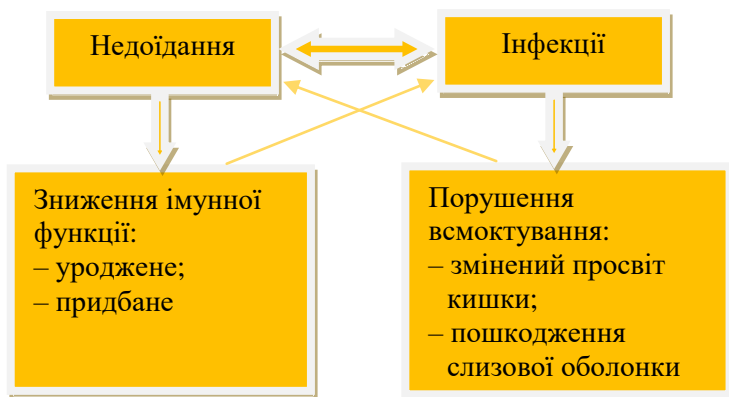 Недоїдання
Інфекції
Зниження імунної
функції:
– уроджене;
– придбане
Порушення
всмоктування:
– змінений просвіт
кишки;
– пошкодження
слизової оболонки